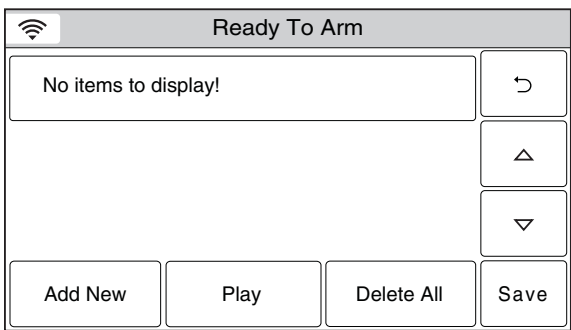 Ready To Arm
No items to display!
Add New
Play
Delete All
Save